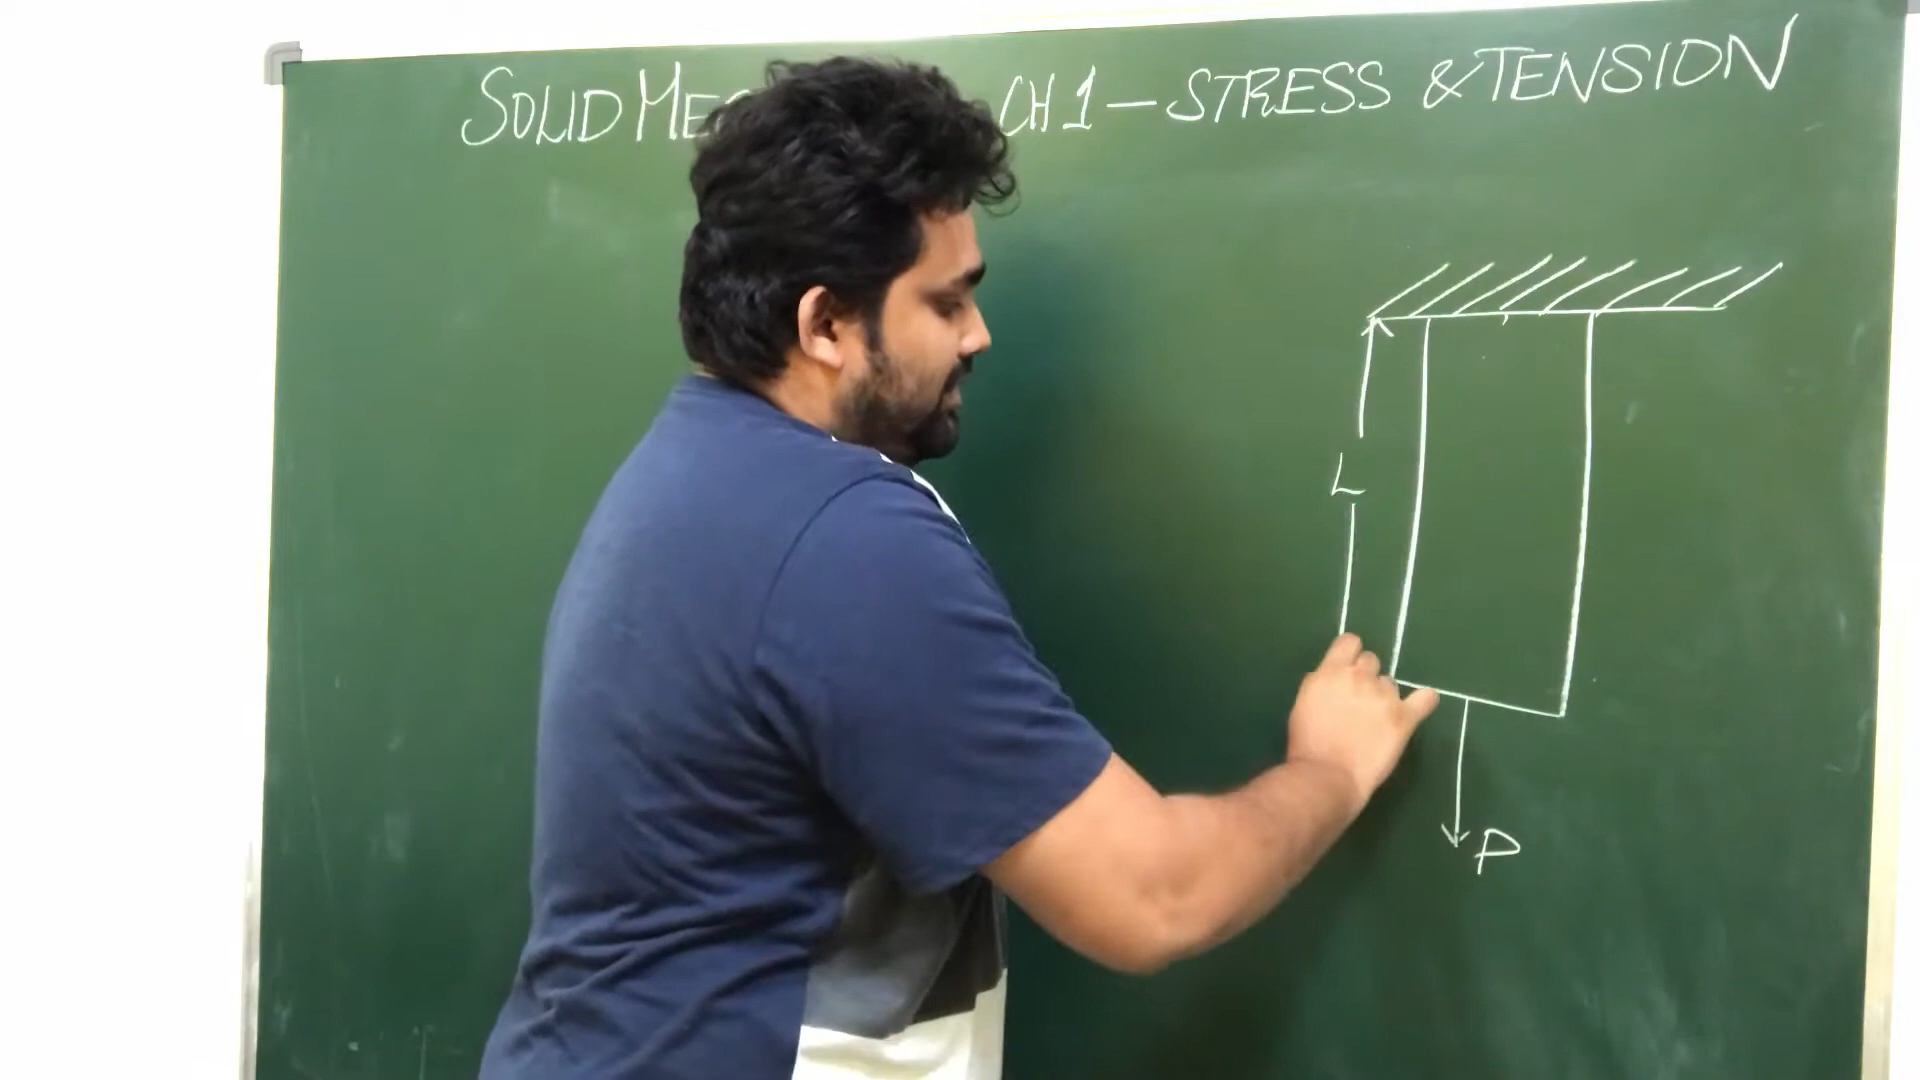 SOLID ME CH 1 – STRESS & TENSION
L
P